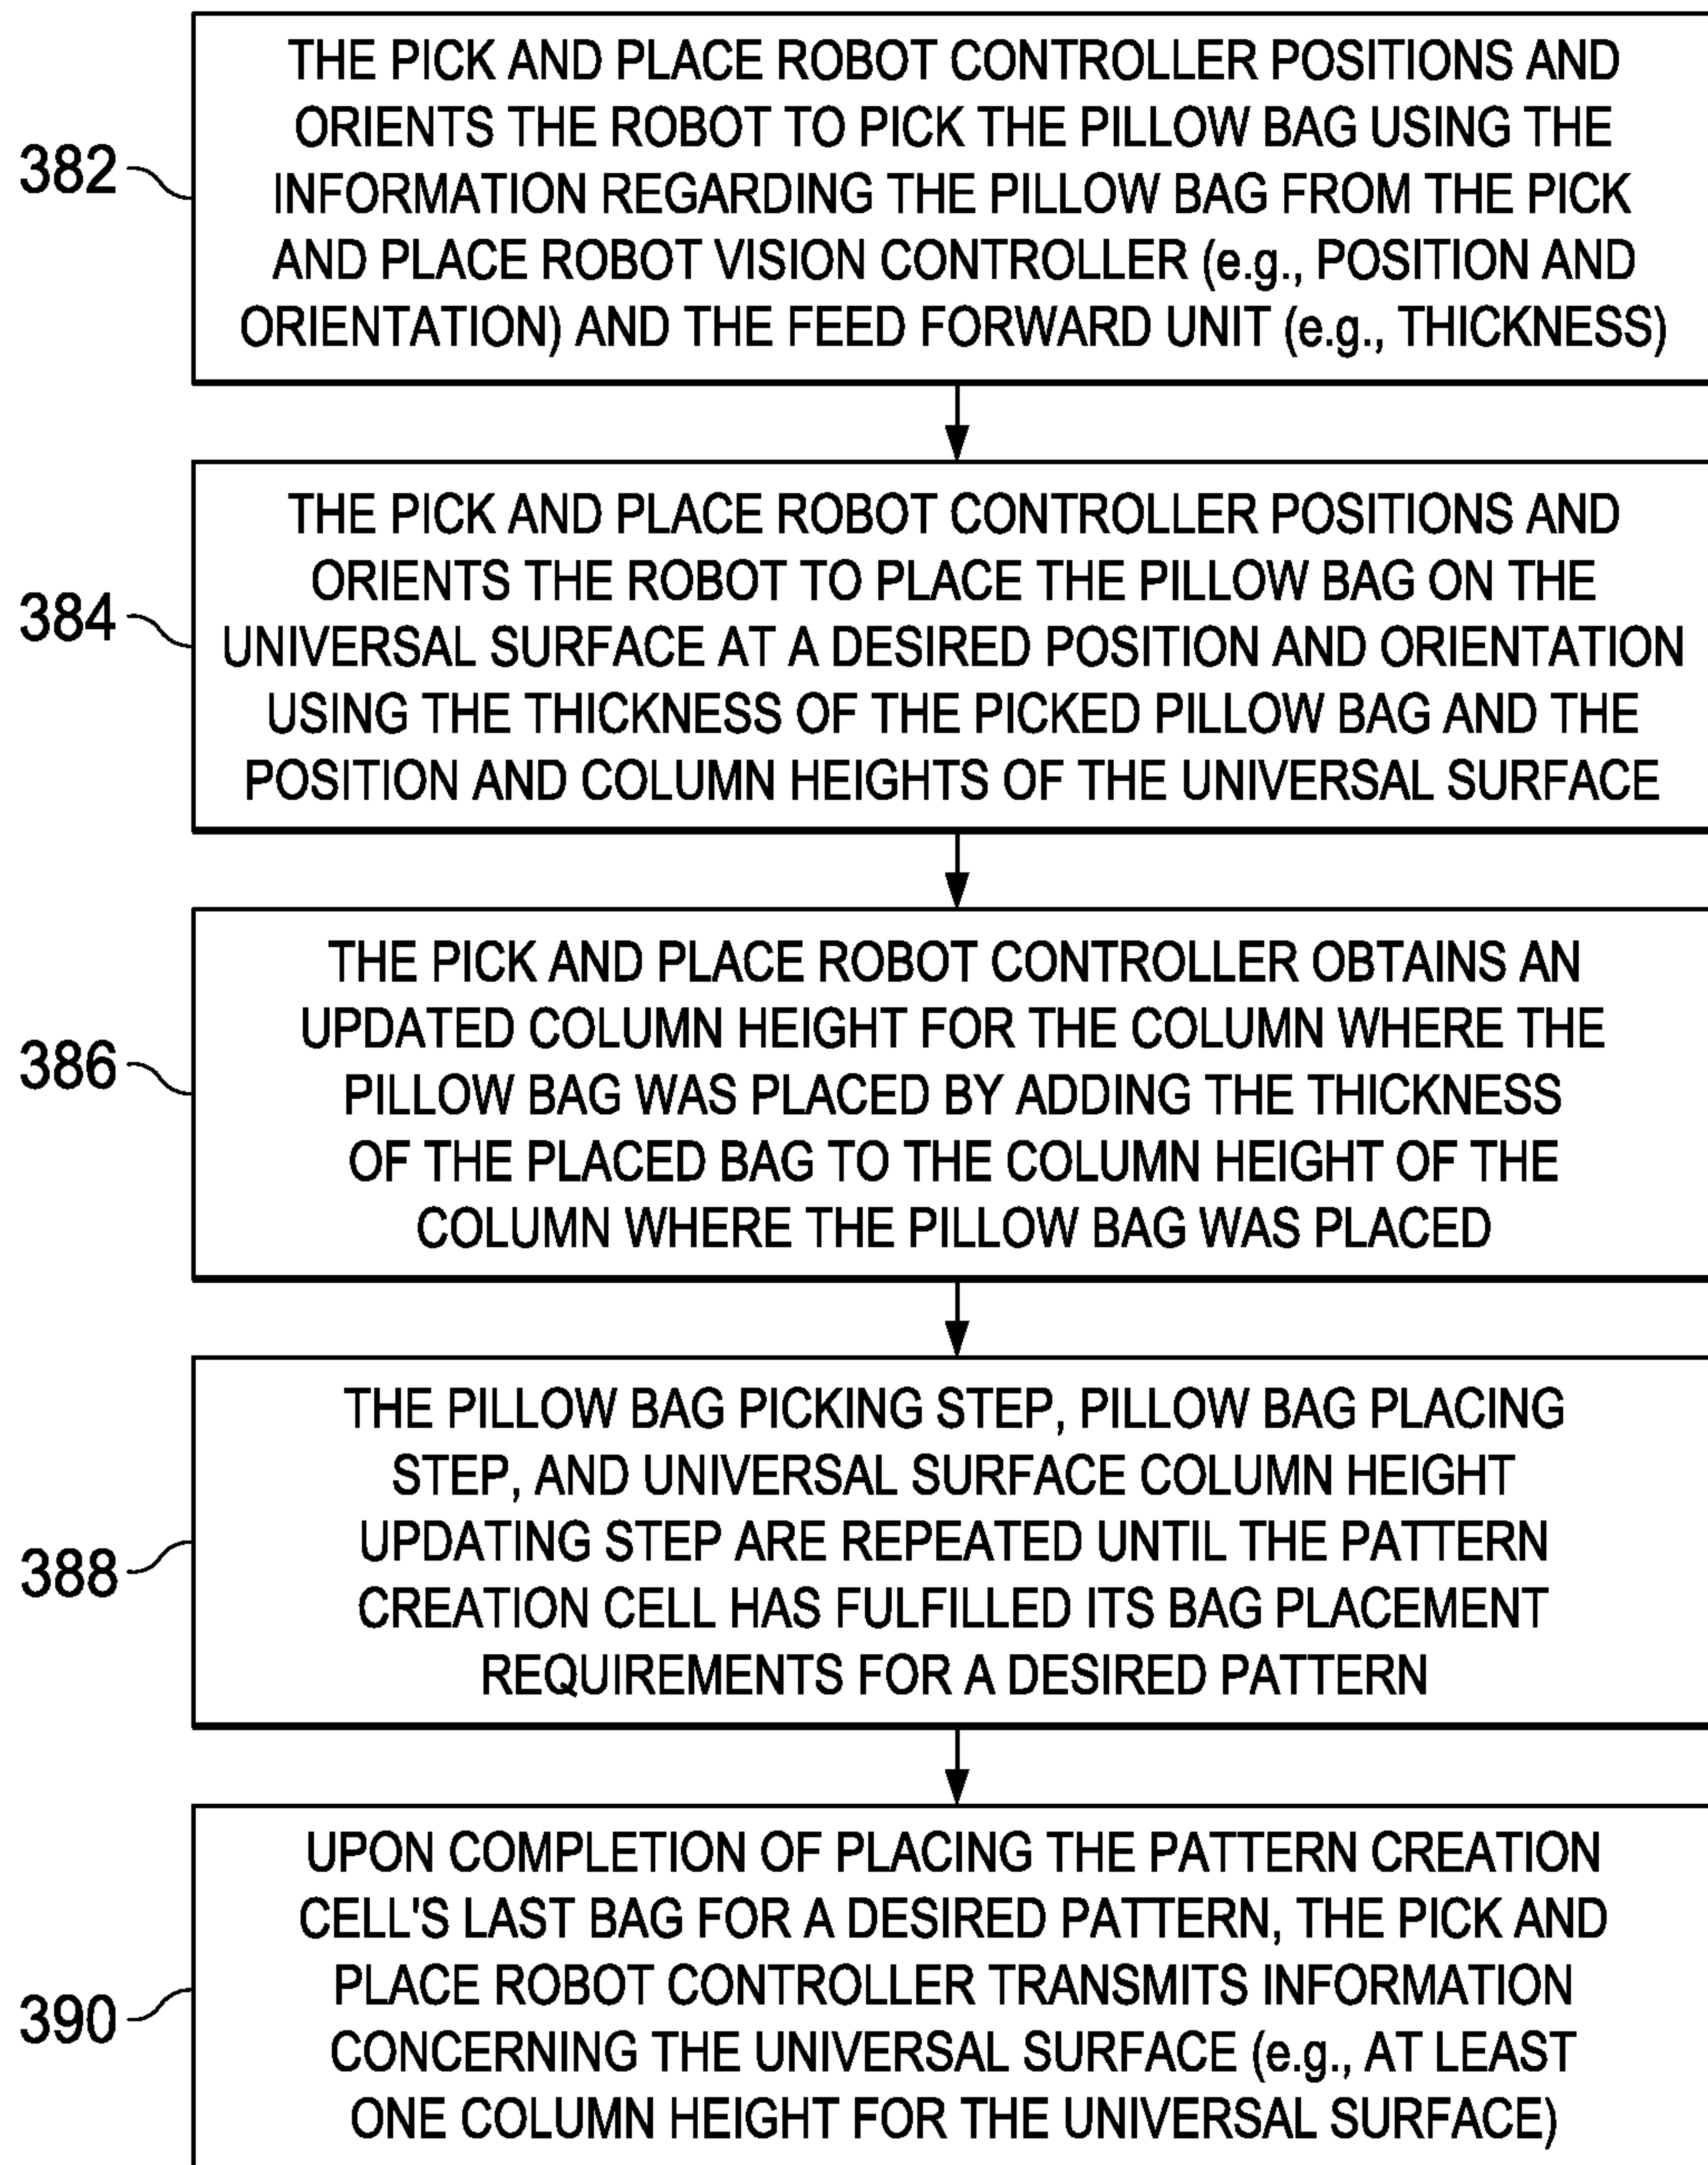 THE PICK AND PLACE ROBOT CONTROLLER POSITIONS AND
ORIENTS THE ROBOT TO PICK THE PILLOW BAG USING THE
382
INFORMATION REGARDING THE PILLOW BAG FROM THE PICK
AND PLACE ROBOT VISION CONTROLLER (e.g., POSITION AND
ORIENTATION) AND THE FEED FORWARD UNIT (e.g., THICKNESS)
THE PICK AND PLACE ROBOT CONTROLLER POSITIONS AND
ORIENTS THE ROBOT TO PLACE THE PILLOW BAG ON THE
384
UNIVERSAL SURFACE AT A DESIRED POSITION AND ORIENTATION
USING THE THICKNESS OF THE PICKED PILLOW BAG AND THE
POSITION AND COLUMN HEIGHTS OF THE UNIVERSAL SURFACE
THE PICK AND PLACE ROBOT CONTROLLER OBTAINS AN
UPDATED COLUMN HEIGHT FOR THE COLUMN WHERE THE
386
PILLOW BAG WAS PLACED BY ADDING THE THICKNESS
OF THE PLACED BAG TO THE COLUMN HEIGHT OF THE
COLUMN WHERE THE PILLOW BAG WAS PLACED
THE PILLOW BAG PICKING STEP, PILLOW BAG PLACING
STEP, AND UNIVERSAL SURFACE COLUMN HEIGHT
UPDATING STEP ARE REPEATED UNTIL THE PATTERN
388
CREATION CELL HAS FULFILLED ITS BAG PLACEMENT
REQUIREMENTS FOR A DESIRED PATTERN
UPON COMPLETION OF PLACING THE PATTERN CREATION
CELL'S LAST BAG FOR A DESIRED PATTERN, THE PICK AND
PLACE ROBOT CONTROLLER TRANSMITS INFORMATION
390
CONCERNING THE UNIVERSAL SURFACE (e.g., AT LEAST
ONE COLUMN HEIGHT FOR THE UNIVERSAL SURFACE)